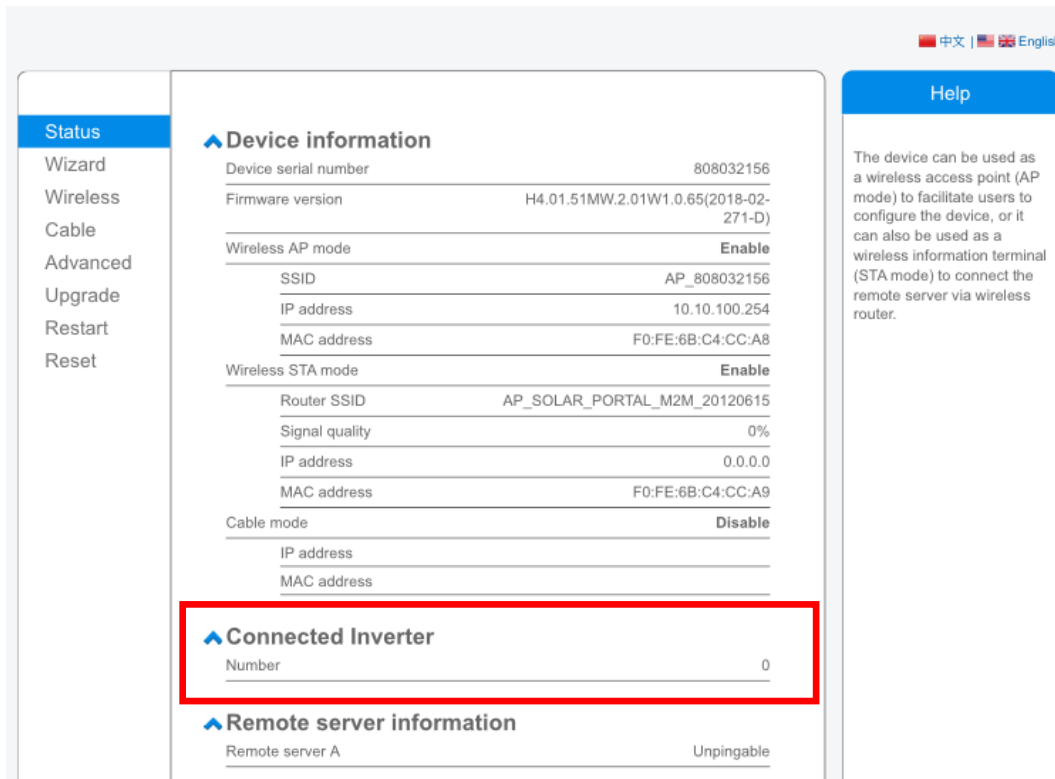 中文 | English
Help
Status
Wizard
Wireless
Cable
Advanced
Upgrade
Restart
Reset
Device information
Device serial number 808032156
Firmware version H4.01.51MW.2.01W1.0.65(2018-02-
271-D)
Wireless AP mode Enable
SSID AP_808032156
IP address 10.10.100.254
MAC address F0:FE:6B:C4:CC:A8
Wireless STA mode Enable
Router SSID AP_SOLAR_PORTAL_M2M_20120615
Signal quality 0%
IP address 0.0.0.0
MAC address F0:FE:6B:C4:CC:A9
Cable mode Disable
IP address
MAC address
Connected Inverter
Number 0
Remote server information
Remote server A Unpingable
The device can be used as
a wireless access point (AP
mode) to facilitate users to
configure the device, or it
can also be used as a
wireless information terminal
(STA mode) to connect the
remote server via wireless
router.